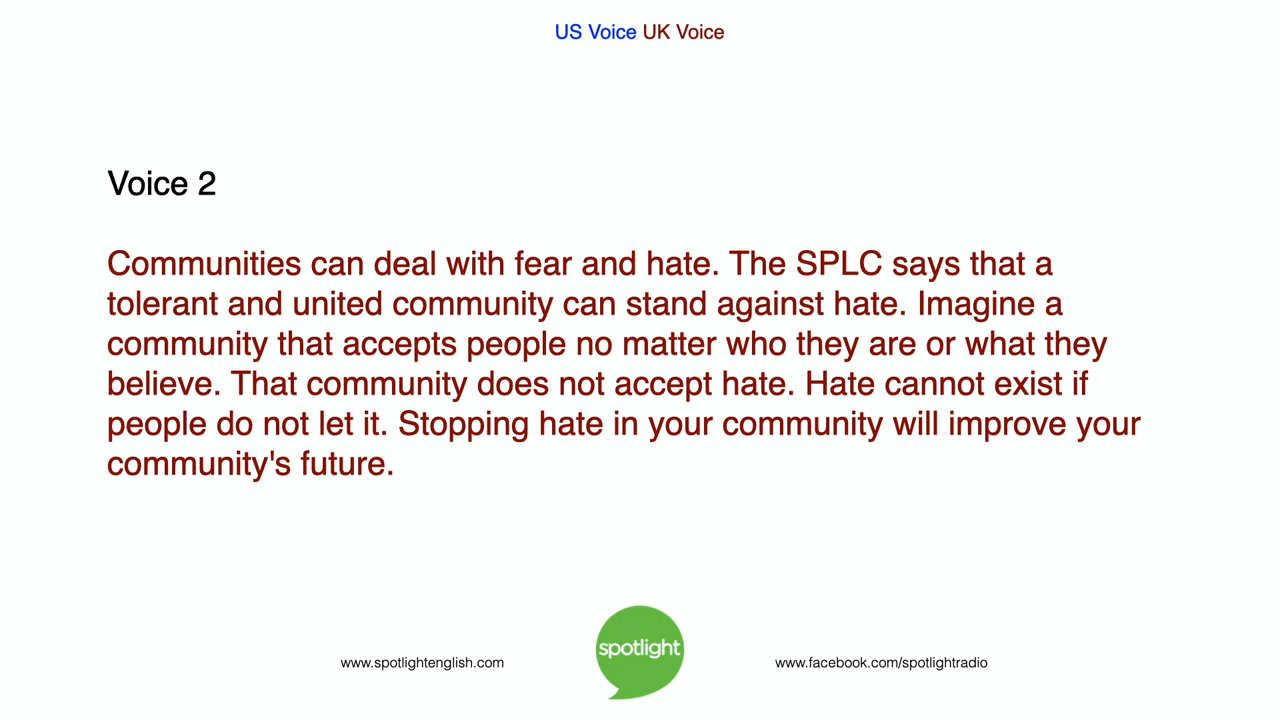 US Voice UK Voice
Voice 2
Communities can deal with fear and hate. The SPLC says that a
tolerant and united community can stand against hate. Imagine a
community that accepts people no matter who they are or what they
believe. That community does not accept hate. Hate cannot exist if
people do not let it. Stopping hate in your community will improve your
community's future.
www.spotlightenglish.com
spotlight
www.facebook.com/spotlightradio